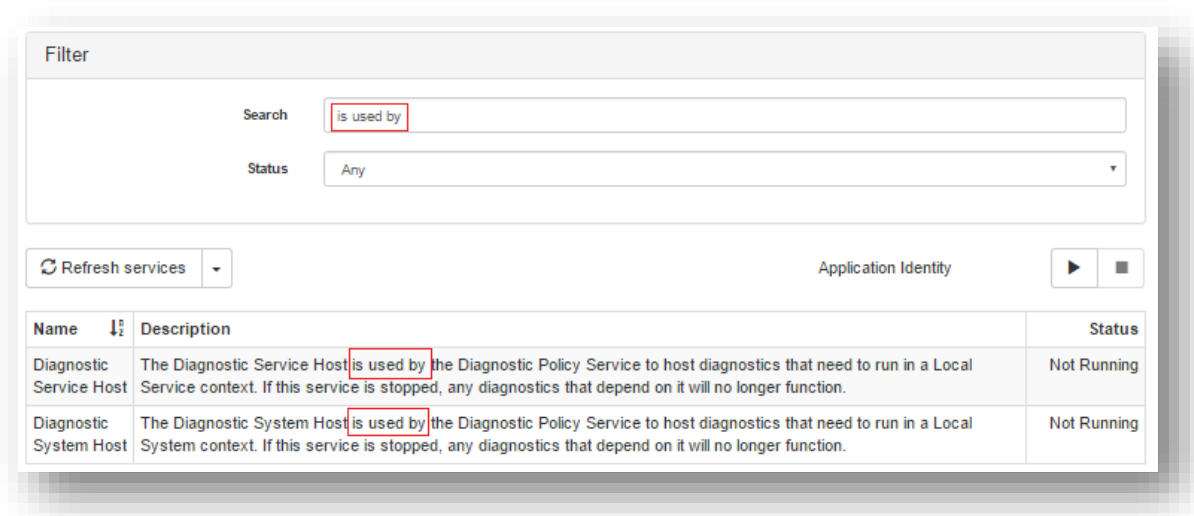 Filter
Search
is used by
Status
Any
Refresh services
Application Identity
Name
Description
Status
Diagnostic Service Host
The Diagnostic Service Host is used by the Diagnostic Policy Service to host diagnostics that need to run in a Local
Service context. If this service is stopped, any diagnostics that depend on it will no longer function.
Not Running
Diagnostic System Host
The Diagnostic System Host is used by the Diagnostic Policy Service to host diagnostics that need to run in a Local
System context. If this service is stopped, any diagnostics that depend on it will no longer function.
Not Running